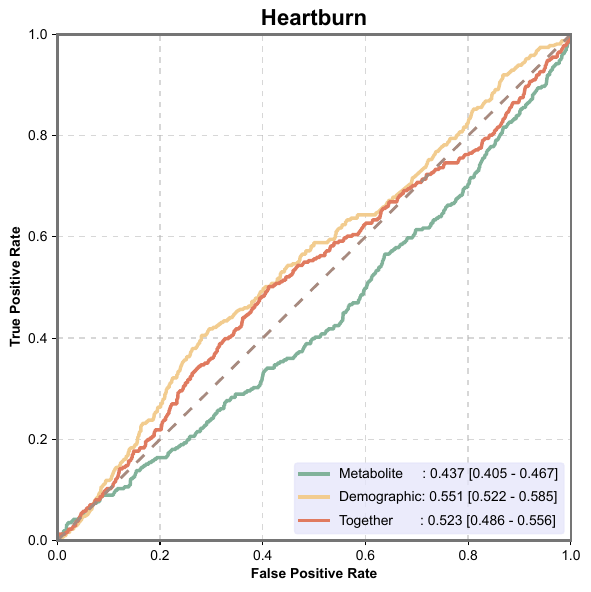 Heartburn
True Positive Rate
1.0
0.8
0.6
0.4
0.2
0.0
Metabolite : 0.437 [0.405 - 0.467]
Demographic: 0.551 [0.522 - 0.585]
Together : 0.523 [0.486 - 0.556]
0.0 0.2 0.4 0.6 0.8 1.0
False Positive Rate